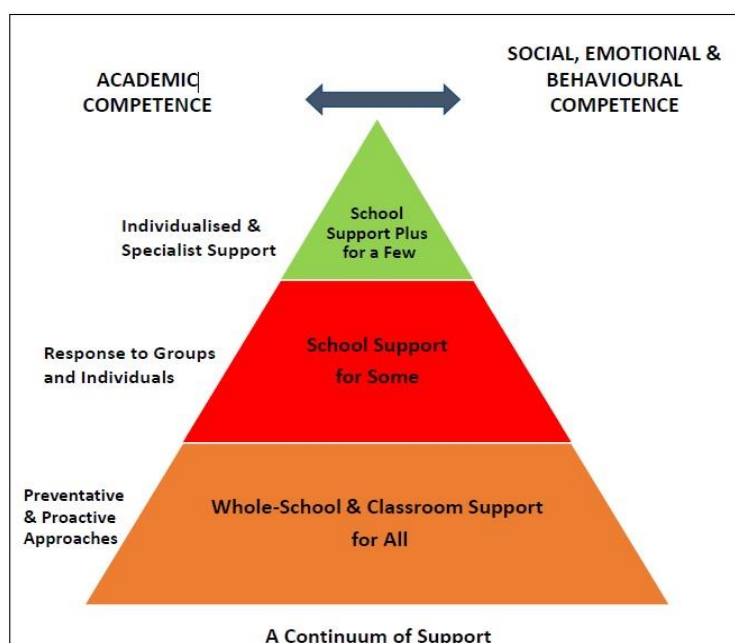 ACADEMIC
COMPETENCE
SOCIAL, EMOTIONAL &
BEHAVIOURAL
COMPETENCE
Individualised &
Specialist Support
School
Support Plus
for a Few
Response to Groups
and Individuals
School Support
for Some
Preventative
& Proactive
Approaches
Whole-School & Classroom Support
for All
A Continuum of Support